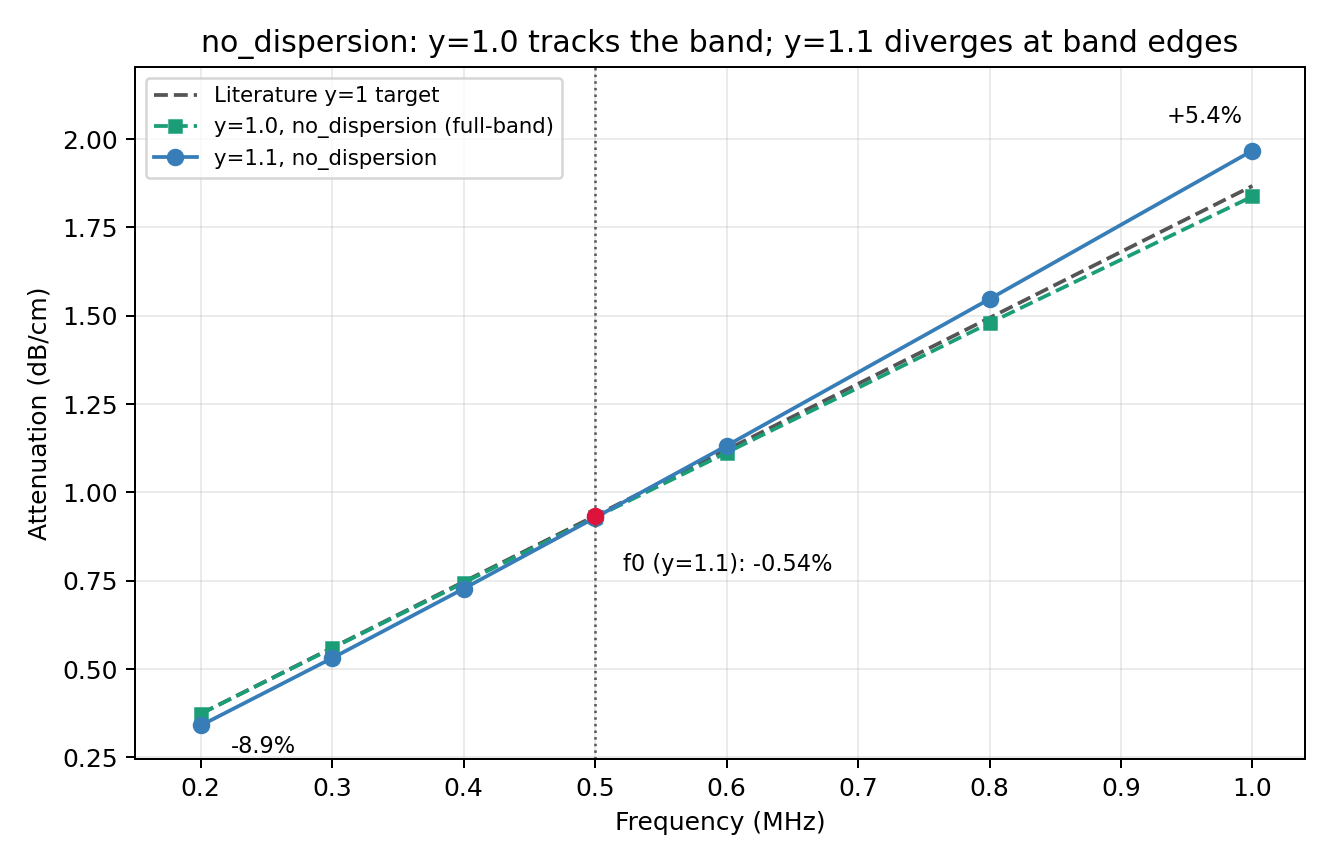 no_dispersion: y=1.0 tracks the band; y=1.1 diverges at band edges
Literature y=1 target
y=1.0, no_dispersion (full-band)
y=1.1, no_dispersion
+5.4%
f0 (y=1.1): -0.54%
-8.9%
Attenuation (dB/cm)
2.00
1.75
1.50
1.25
1.00
0.75
0.50
0.25
0.2 0.3 0.4 0.5 0.6 0.7 0.8 0.9 1.0
Frequency (MHz)